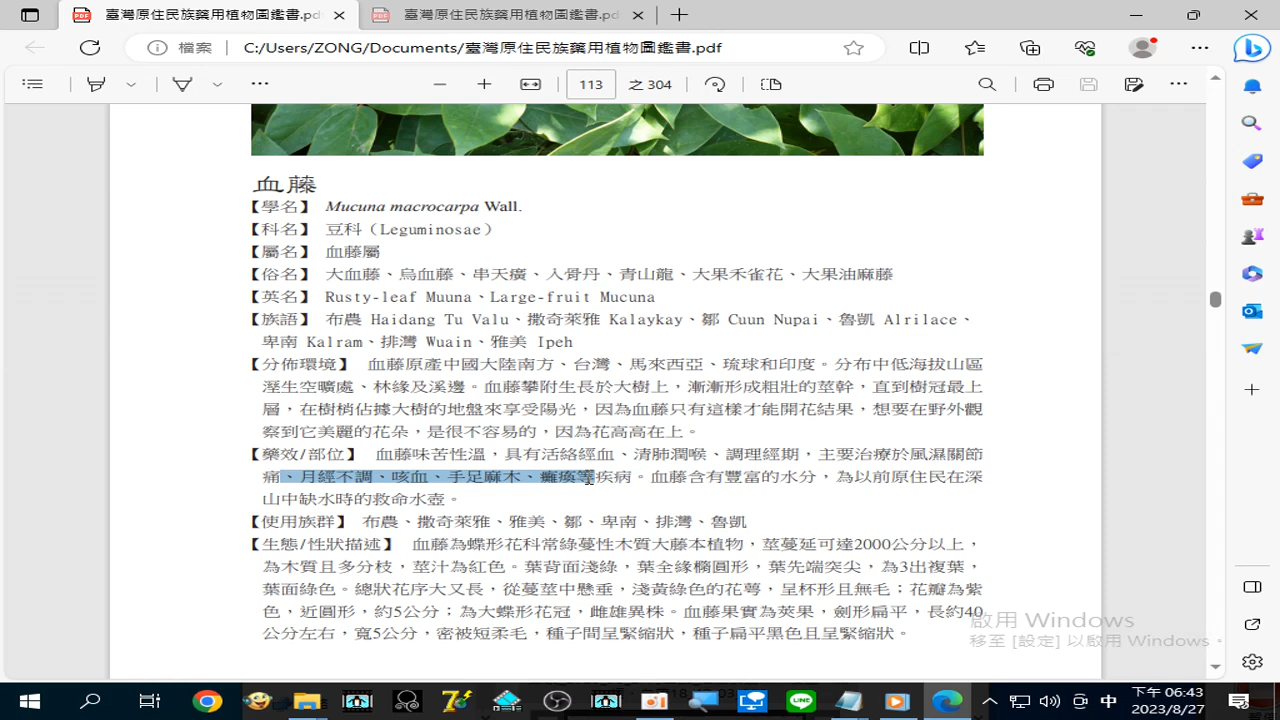 臺灣原住民族藥用植物圖鑑書.pdf
臺灣原住民族藥用植物圖鑑書.pdf
檔案 C:/Users/ZONG/Documents/臺灣原住民族藥用植物圖鑑書.pdf
113 之 304
血藤
【學名】 Mucuna macrocarpa Wall.
【科名】 豆科（Leguminosae）
【屬名】 血藤屬
【俗名】 大血藤、烏血藤、串天癀、入骨丹、青山龍、大果禾雀花、大果油麻藤
【英名】 Rusty-leaf Muuna、Large-fruit Mucuna
【族語】 布農 Haidang Tu Valu、撒奇萊雅 Kalaykay、鄒 Cuun Nupai、魯凱 Alrilace、
卑南 Kalram、排灣 Wuain、雅美 Ipeh
【分佈環境】 血藤原產中國大陸南方、台灣、馬來西亞、琉球和印度。分布中低海拔山區
溼生空曠處、林緣及溪邊。血藤攀附生長於大樹上，漸漸形成粗壯的莖幹，直到樹冠最上
層，在樹梢佔據大樹的地盤來享受陽光，因為血藤只有這樣才能開花結果，想要在野外觀
察到它美麗的花朵，是很不容易的，因為花高高在上。
【藥效/部位】 血藤味苦性溫，具有活絡經血、清肺潤喉、調理經期，主要治療於風濕關節
痛、月經不調、咳血、手足麻木、癱瘓等疾病。血藤含有豐富的水分，為以前原住民在深
山中缺水時的救命水壺。
【使用族群】 布農、撒奇萊雅、雅美、鄒、卑南、排灣、魯凱
【生態/性狀描述】 血藤為蝶形花科常綠蔓性木質大藤本植物，莖蔓延可達2000公分以上，
為木質且多分枝，莖汁為紅色。葉背面淺綠，葉全緣橢圓形，葉先端突尖，為3出複葉，
葉面綠色。總狀花序大又長，從蔓莖中懸垂，淺黃綠色的花萼，呈杯形且無毛；花瓣為紫
色，近圓形，約5公分；為大蝶形花冠，雌雄異株。血藤果實為莢果，劍形扁平，長約40
公分左右，寬5公分，密被短柔毛，種子間呈緊縮狀，種子扁平黑色且呈緊縮狀。
啟用 Windows
移至 [設定] 以啟用 Windows。
中
下午 06:43
2023/8/27